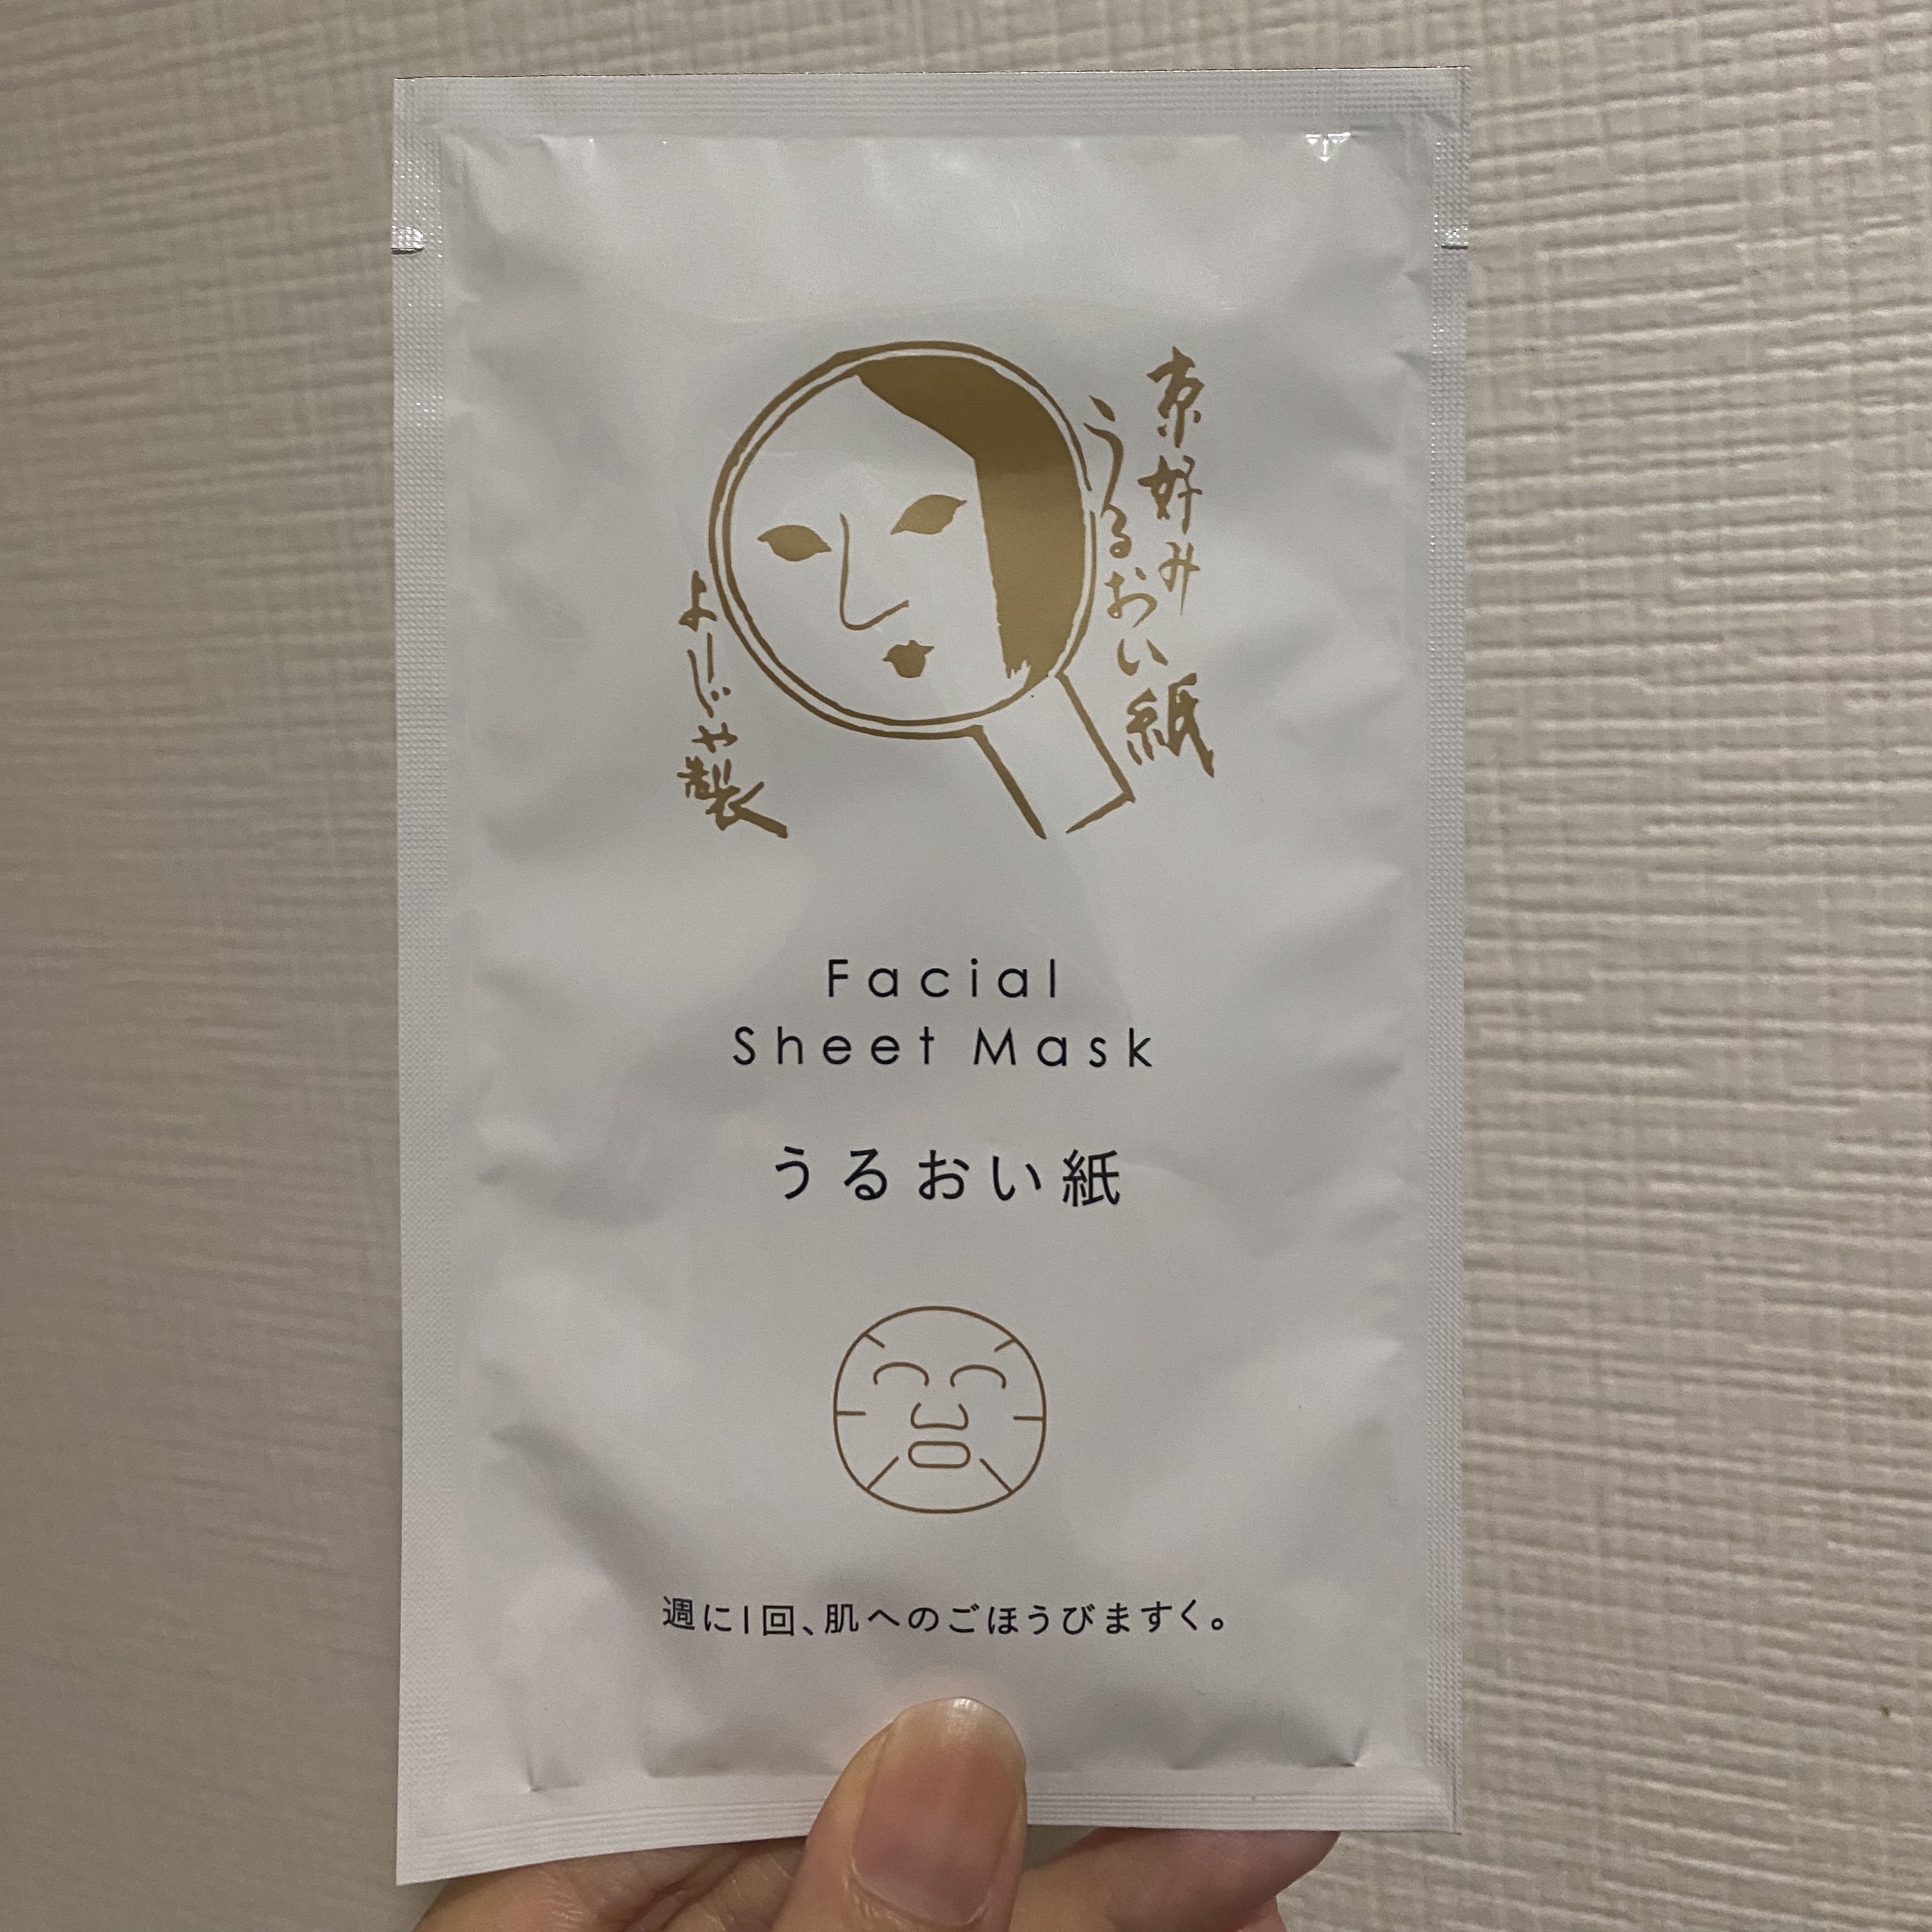 京好み
うるおい紙
よーじや製
Facial
Sheet Mask
うるおい紙
週に1回、肌へのごほうびますく。